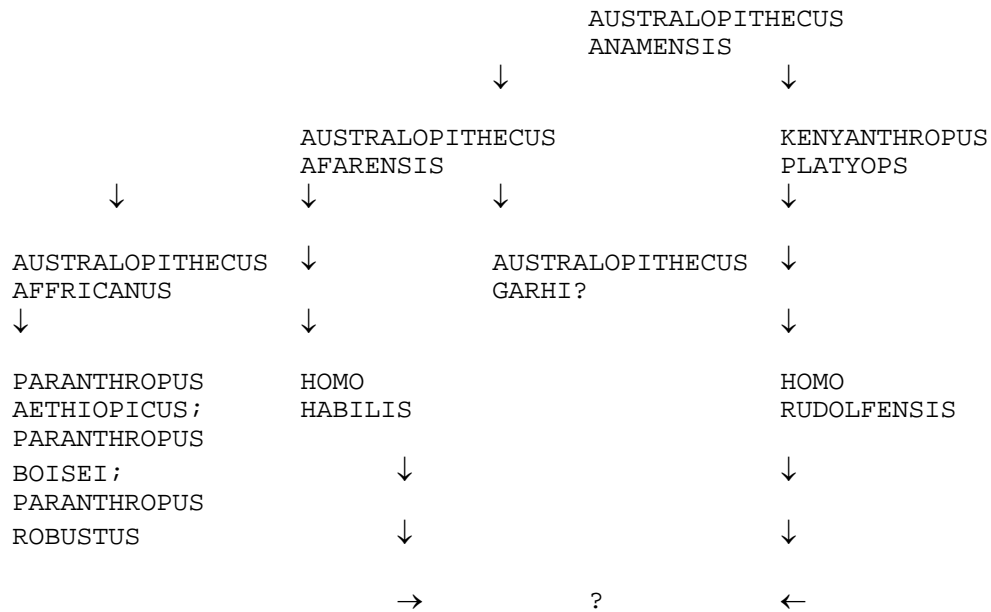 AUSTRALOPITHECUS
ANAMENSIS
↓ ↓
AUSTRALOPITHECUS KENYANTHROPUS
AFARENSIS PLATYOPS
↓ ↓ ↓ ↓
AUSTRALOPITHECUS ↓ AUSTRALOPITHECUS ↓
AFFRICANUS GARHI?
↓ ↓ ↓
PARANTHROPUS HOMO HOMO
AETHIOPICUS; HABILIS RUDOLFENSIS
PARANTHROPUS
BOISEI; ↓ ↓
PARANTHROPUS
ROBUSTUS ↓ ↓
→ ? ←